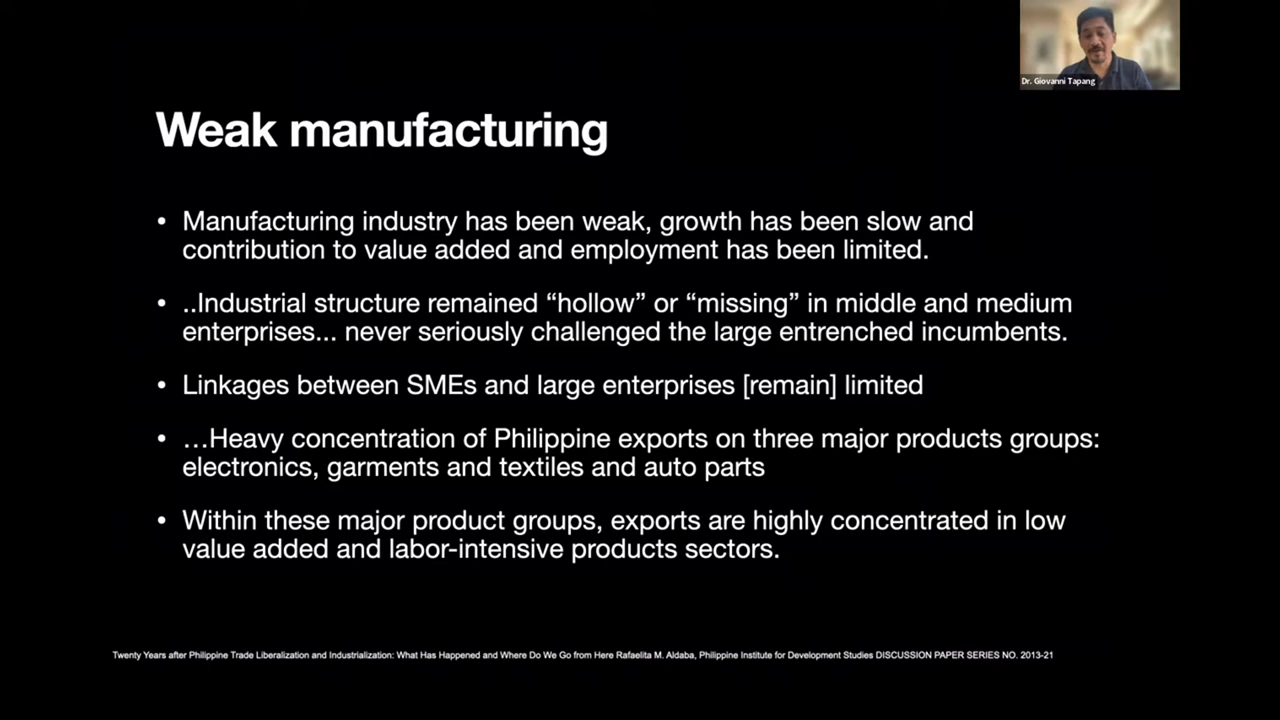 Dr. Giovanni Tapang
Weak manufacturing
• Manufacturing industry has been weak, growth has been slow and
contribution to value added and employment has been limited.
• ..Industrial structure remained “hollow” or “missing” in middle and medium
enterprises... never seriously challenged the large entrenched incumbents.
• Linkages between SMEs and large enterprises [remain] limited
• …Heavy concentration of Philippine exports on three major products groups:
electronics, garments and textiles and auto parts
• Within these major product groups, exports are highly concentrated in low
value added and labor-intensive products sectors.
Twenty Years after Philippine Trade Liberalization and Industrialization: What Has Happened and Where Do We Go from Here Rafaelita M. Aldaba, Philippine Institute for Development Studies DISCUSSION PAPER SERIES NO. 2013-21